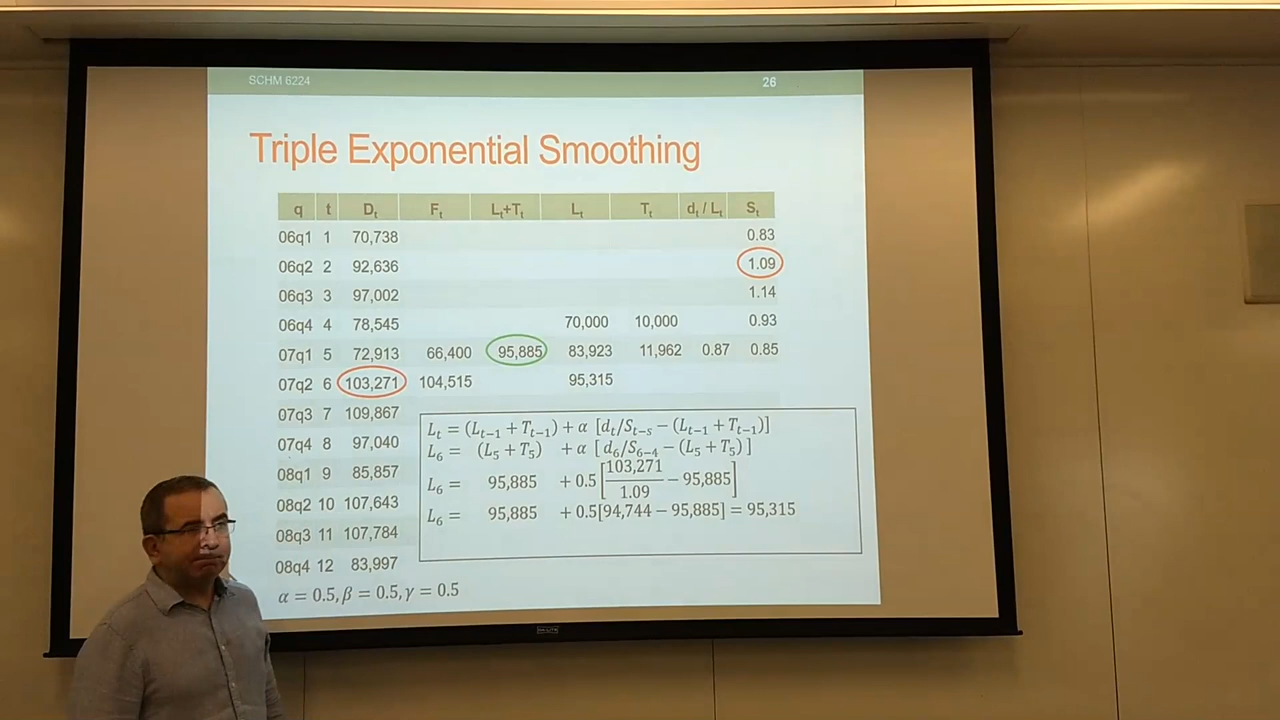 SCHM 6224 26
Triple Exponential Smoothing
q t Dₜ Fₜ Lₜ+Tₜ Lₜ Tₜ dₜ / Lₜ Sₜ
06q1 1 70,738 0.83
06q2 2 92,636 1.09
06q3 3 97,002 1.14
06q4 4 78,545 70,000 10,000 0.93
07q1 5 72,913 66,400 95,885 83,923 11,962 0.87 0.85
07q2 6 103,271 104,515 95,315
07q3 7 109,867
07q4 8 97,040
08q1 9 85,857
08q2 10 107,643
08q3 11 107,784
08q4 12 83,997
Lₜ = (Lₜ₋₁ + Tₜ₋₁) + α [dₜ/Sₜ₋ₛ − (Lₜ₋₁ + Tₜ₋₁)]
L₆ = (L₅ + T₅) + α [ d₆/S₆₋₄ − (L₅ + T₅) ]
L₆ = 95,885 + 0.5 [103,271/1.09 − 95,885]
L₆ = 95,885 + 0.5[94,744 − 95,885] = 95,315
α = 0.5, β = 0.5, γ = 0.5